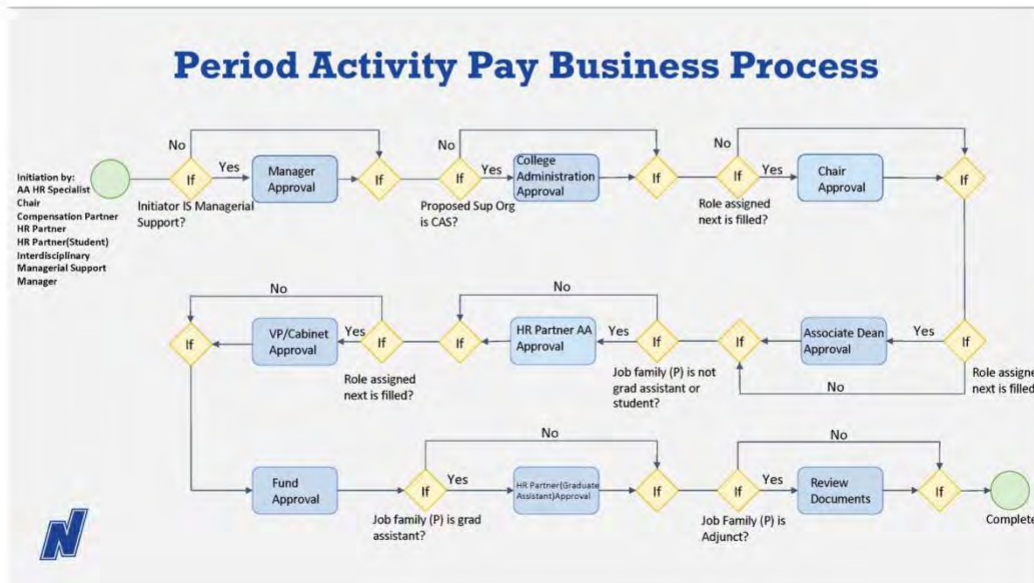 Period Activity Pay Business Process
Initiation by:
AA HR Specialist
Chair
Compensation Partner
HR Partner
HR Partner(Student)
Interdisciplinary
Managerial Support
Manager
No
If
Yes
Manager
Approval
If
Initiator IS Managerial
Support?
No
If
Yes
College
Administration
Approval
If
Proposed Sup Org
is CAS?
No
If
Yes
Chair
Approval
If
Role assigned
next is filled?
If
Yes
Associate Dean
Approval
If
No
Role assigne
next is filled
No
If
Yes
HR Partner AA
Approval
If
Job family (P) is not
grad assistant or
student?
No
If
Yes
VP/Cabinet
Approval
If
Role assigned
next is filled?
Fund
Approval
No
If
Yes
HR Partner(Graduate
Assistant)Approval
If
Job family (P) is grad
assistant?
No
If
Yes
Review
Documents
If
Job Family (P) is
Adjunct?
Complete
N